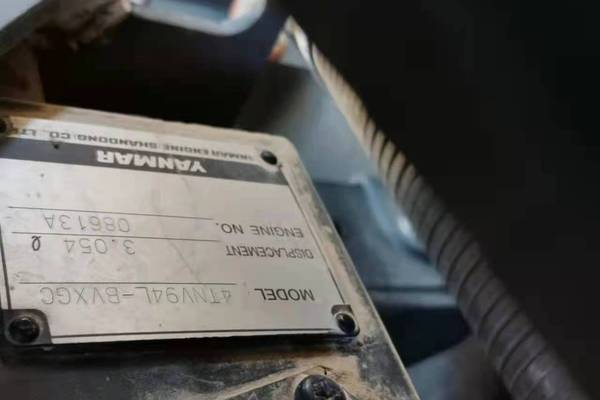 MODEL 4TNV94L-BVXGC
DISPLACEMENT 3.054 ℓ
ENGINE NO. 08613A
YANMAR
YANMAR ENGINE (SHANDONG) CO., LTD.